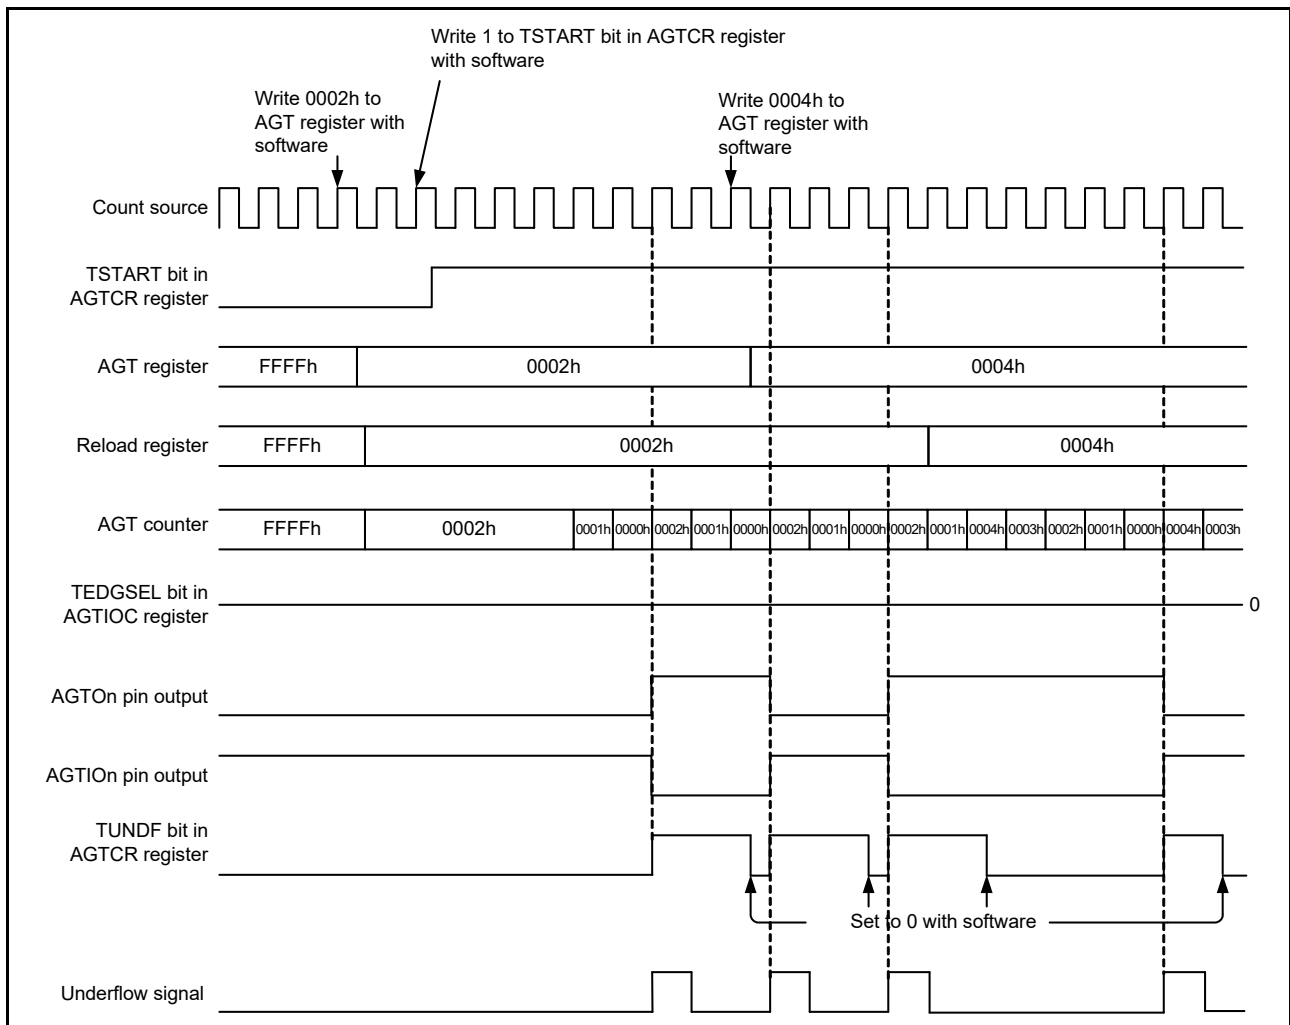 Write 1 to TSTART bit in AGTCR register
with software
Write 0002h to
AGT register with
software
Write 0004h to
AGT register with
software
Count source
TSTART bit in
AGTCR register
AGT register
FFFFh
0002h
0004h
Reload register
FFFFh
0002h
0004h
AGT counter
FFFFh
0002h
0001h
0000h
0002h
0001h
0000h
0002h
0001h
0000h
0002h
0001h
0004h
0003h
0002h
0001h
0000h
0004h
0003h
TEDGSEL bit in
AGTIOC register
0
AGTOn pin output
AGTIOn pin output
TUNDF bit in
AGTCR register
Set to 0 with software
Underflow signal